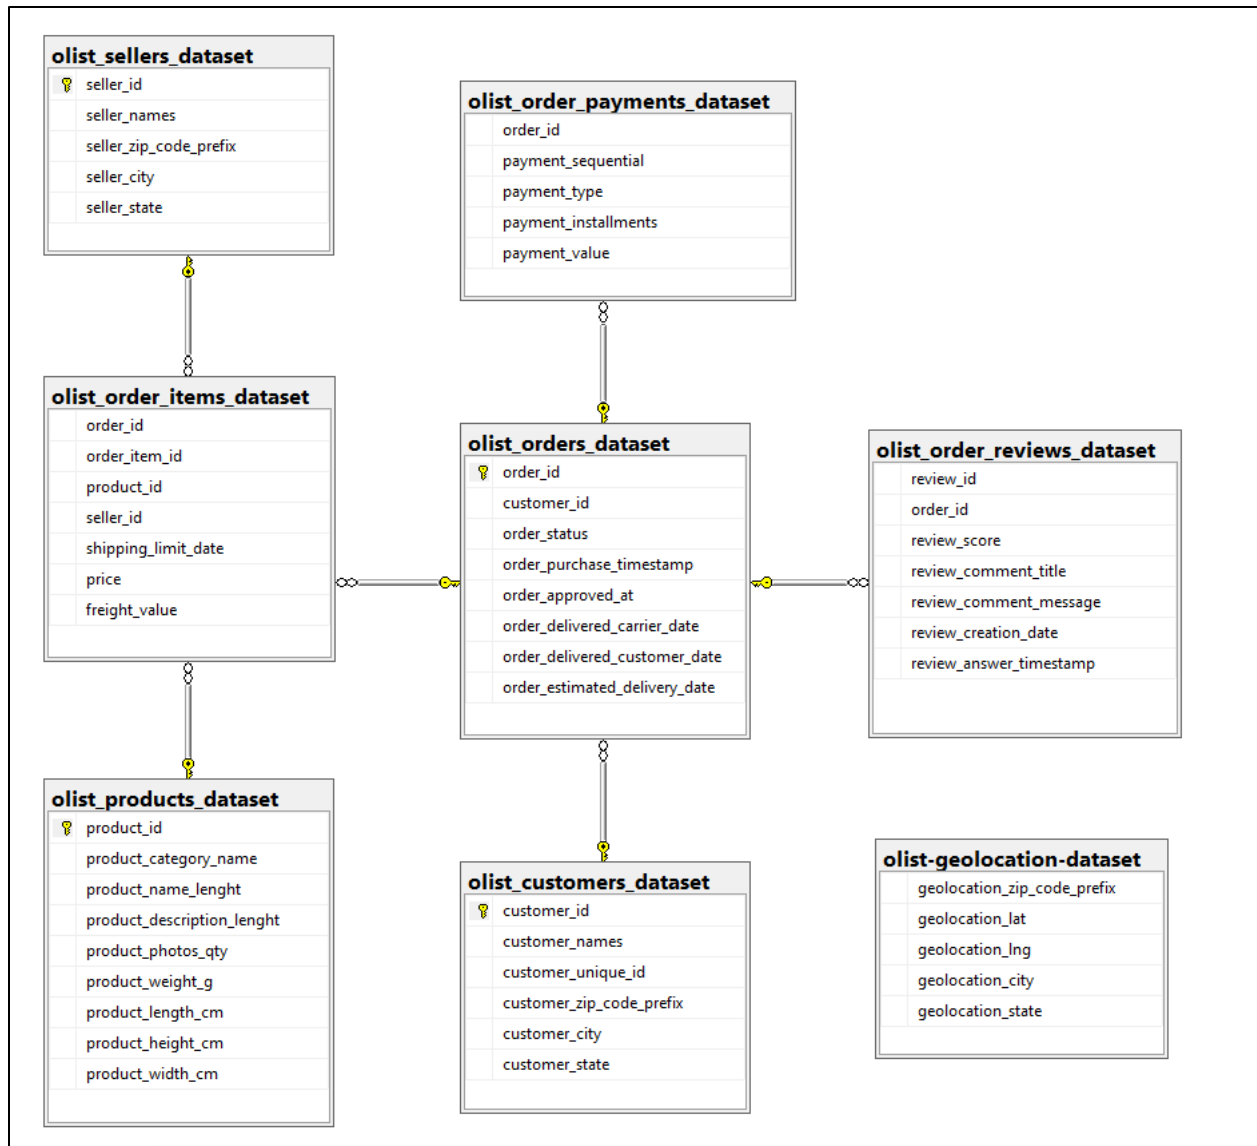 olist_sellers_dataset
seller_id
seller_names
seller_zip_code_prefix
seller_city
seller_state
olist_order_payments_dataset
order_id
payment_sequential
payment_type
payment_installments
payment_value
olist_order_items_dataset
order_id
order_item_id
product_id
seller_id
shipping_limit_date
price
freight_value
olist_orders_dataset
order_id
customer_id
order_status
order_purchase_timestamp
order_approved_at
order_delivered_carrier_date
order_delivered_customer_date
order_estimated_delivery_date
olist_order_reviews_dataset
review_id
order_id
review_score
review_comment_title
review_comment_message
review_creation_date
review_answer_timestamp
olist_products_dataset
product_id
product_category_name
product_name_lenght
product_description_lenght
product_photos_qty
product_weight_g
product_length_cm
product_height_cm
product_width_cm
olist_customers_dataset
customer_id
customer_names
customer_unique_id
customer_zip_code_prefix
customer_city
customer_state
olist-geolocation-dataset
geolocation_zip_code_prefix
geolocation_lat
geolocation_lng
geolocation_city
geolocation_state